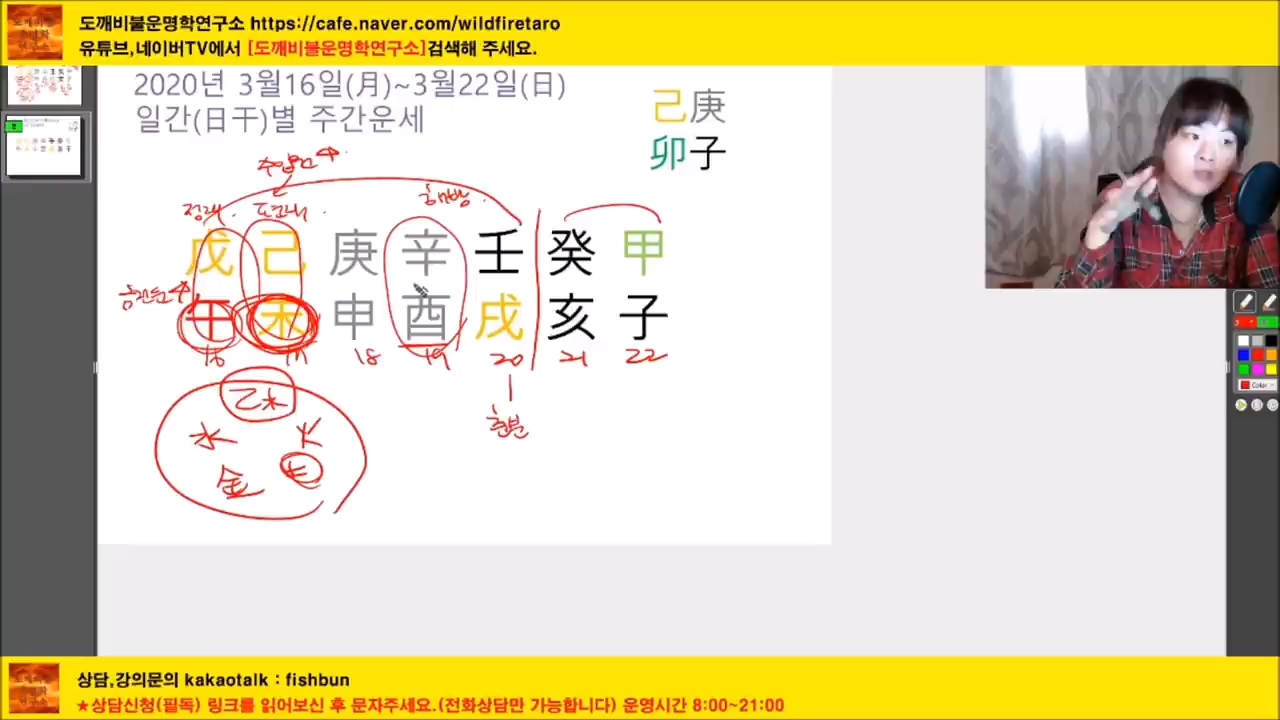 도깨비불운명학연구소 https://cafe.naver.com/wildfiretaro
유튜브,네이버TV에서 [도깨비불운명학연구소]검색해 주세요.
2020년 3월16일(月)~3월22일(日)
일간(日干)별 주간운세
己庚
卯子
戊 己 庚 辛 壬 癸 甲
午 未 申 酉 戌 亥 子
16 17 18 19 20 21 22
乙木
水 火
金 土
상담,강의문의 kakaotalk : fishbun
★상담신청(필독) 링크를 읽어보신 후 문자주세요.(전화상담만 가능합니다) 운영시간 8:00~21:00